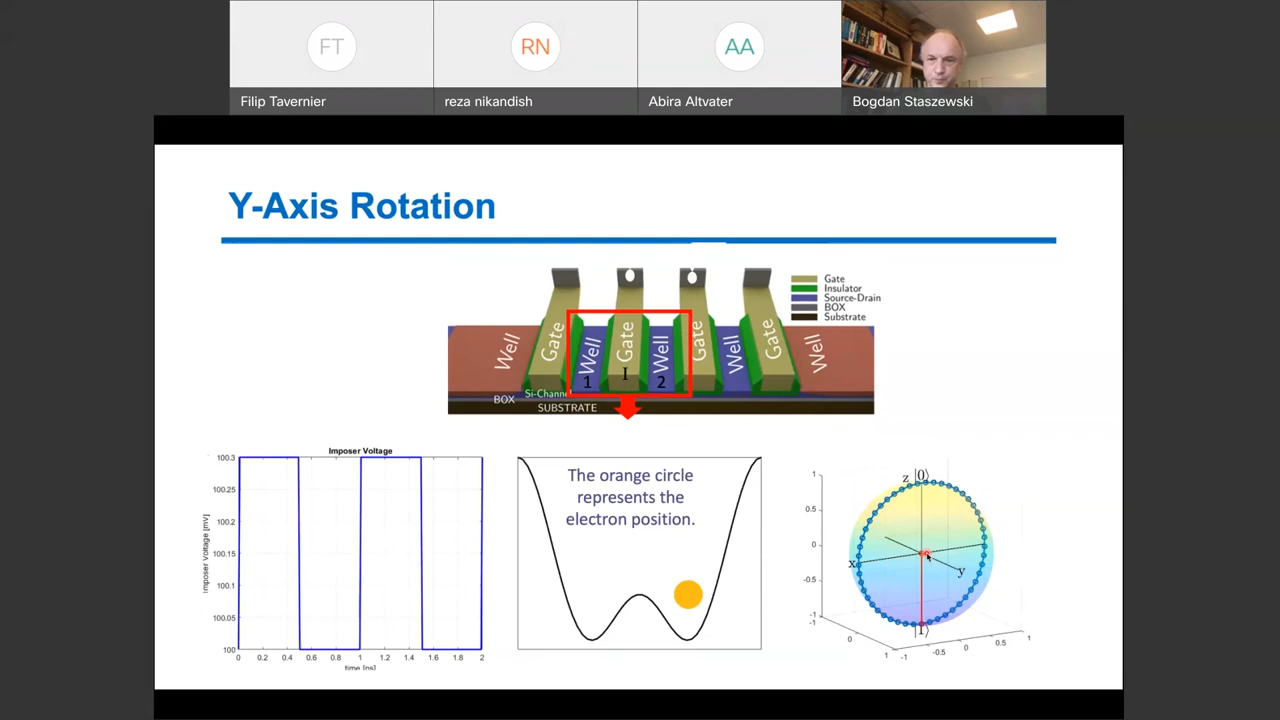 FT
RN
AA
Filip Tavernier
reza nikandish
Abira Altvater
Bogdan Staszewski
Y-Axis Rotation
Well
Gate
Well
Gate
Well
Gate
Well
Gate
Well
1
I
2
Si-Channel
BOX
SUBSTRATE
Gate
Insulator
Source-Drain
BOX
Substrate
Imposer Voltage
100.3
100.25
100.2
100.15
100.1
100.05
100
Imposer Voltage [mV]
0 0.2 0.4 0.6 0.8 1 1.2 1.4 1.6 1.8 2
time [ns]
The orange circle
represents the
electron position.
z |0⟩
x
y
|1⟩
1
0.5
0
-0.5
-1
-1
0
1
-1
-0.5
0
0.5
1